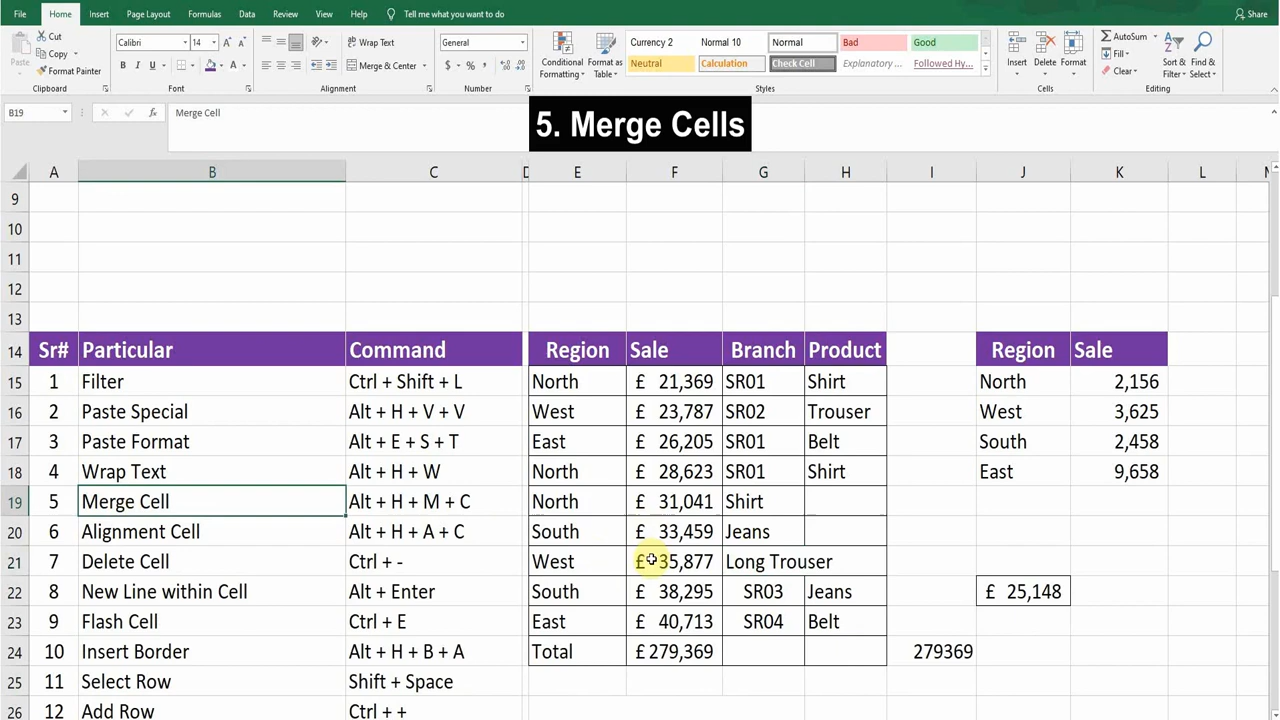 File Home Insert Page Layout Formulas Data Review View Help Tell me what you want to do Share
Cut
Copy
Format Painter
Paste
Clipboard
Calibri 14
B I U
Font
Wrap Text
Merge & Center
Alignment
General
$ % ,
Number
Conditional Formatting
Format as Table
Currency 2 Normal 10 Normal Bad Good
Neutral Calculation Check Cell Explanatory ... Followed Hy...
Styles
Insert Delete Format
Cells
AutoSum
Fill
Clear
Sort & Filter
Find & Select
Editing
B19 fx Merge Cell
5. Merge Cells
A B C D E F G H I J K L
9
10
11
12
13
14 Sr# Particular Command Region Sale Branch Product Region Sale
15 1 Filter Ctrl + Shift + L North £ 21,369 SR01 Shirt North 2,156
16 2 Paste Special Alt + H + V + V West £ 23,787 SR02 Trouser West 3,625
17 3 Paste Format Alt + E + S + T East £ 26,205 SR01 Belt South 2,458
18 4 Wrap Text Alt + H + W North £ 28,623 SR01 Shirt East 9,658
19 5 Merge Cell Alt + H + M + C North £ 31,041 Shirt
20 6 Alignment Cell Alt + H + A + C South £ 33,459 Jeans
21 7 Delete Cell Ctrl + - West £ 35,877 Long Trouser
22 8 New Line within Cell Alt + Enter South £ 38,295 SR03 Jeans £ 25,148
23 9 Flash Cell Ctrl + E East £ 40,713 SR04 Belt
24 10 Insert Border Alt + H + B + A Total £ 279,369 279369
25 11 Select Row Shift + Space
26 12 Add Row Ctrl + +